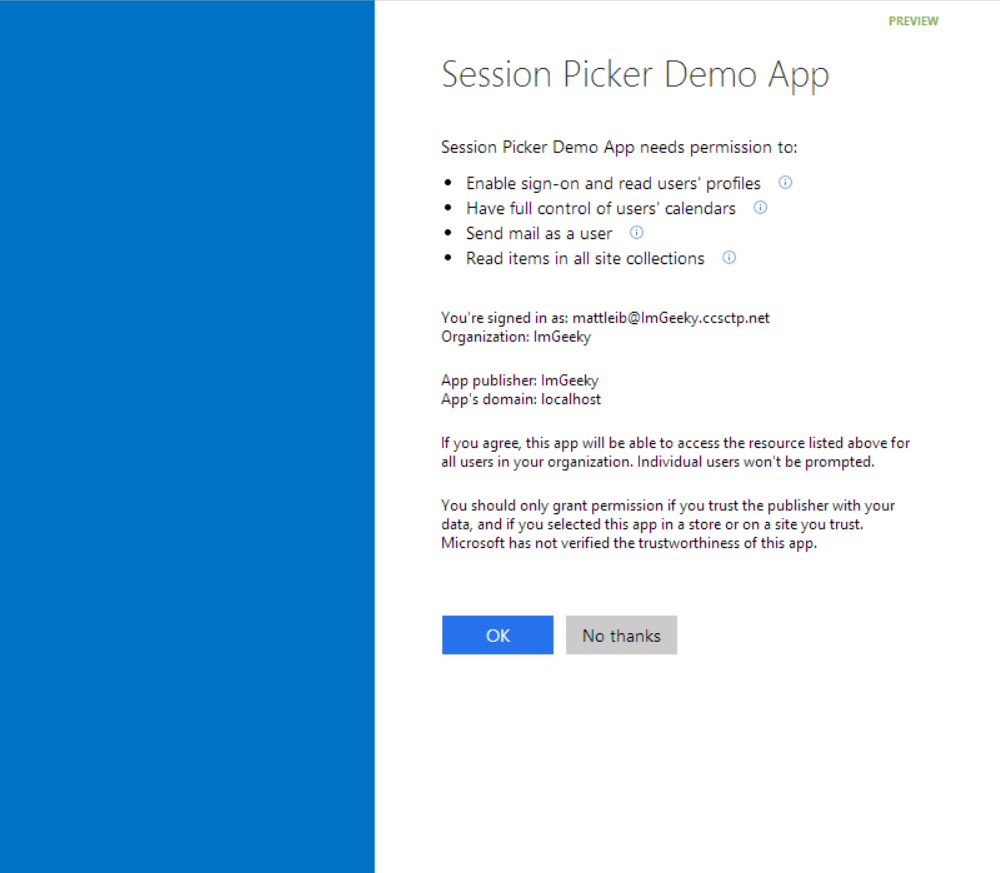 PREVIEW
Session Picker Demo App
Session Picker Demo App needs permission to:
• Enable sign-on and read users' profiles
• Have full control of users' calendars
• Send mail as a user
• Read items in all site collections
You're signed in as: mattleib@ImGeeky.ccsctp.net
Organization: ImGeeky
App publisher: ImGeeky
App's domain: localhost
If you agree, this app will be able to access the resource listed above for
all users in your organization. Individual users won't be prompted.
You should only grant permission if you trust the publisher with your
data, and if you selected this app in a store or on a site you trust.
Microsoft has not verified the trustworthiness of this app.
OK No thanks